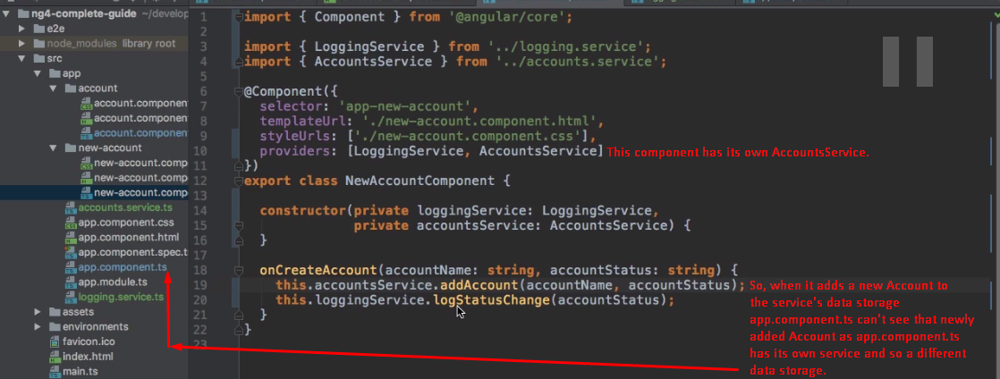 ng4-complete-guide ~/develop
e2e
node_modules library root
src
app
account
account.component
account.component
account.component
new-account
new-account.comp
new-account.comp
new-account.comp
accounts.service.ts
app.component.css
app.component.html
app.component.spec.t
app.component.ts
app.module.ts
logging.service.ts
assets
environments
favicon.ico
index.html
main.ts
1 import { Component } from '@angular/core';
2
3 import { LoggingService } from '../logging.service';
4 import { AccountsService } from '../accounts.service';
5
6 @Component({
7 selector: 'app-new-account',
8 templateUrl: './new-account.component.html',
9 styleUrls: ['./new-account.component.css'],
10 providers: [LoggingService, AccountsService] This component has its own AccountsService.
11 })
12 export class NewAccountComponent {
13
14 constructor(private loggingService: LoggingService,
15 private accountsService: AccountsService) {
16 }
17
18 onCreateAccount(accountName: string, accountStatus: string) {
19 this.accountsService.addAccount(accountName, accountStatus);
20 this.loggingService.logStatusChange(accountStatus);
21 }
22 }
23
So, when it adds a new Account to
the service's data storage
app.component.ts can't see that newly
added Account as app.component.ts
has its own service and so a different
data storage.